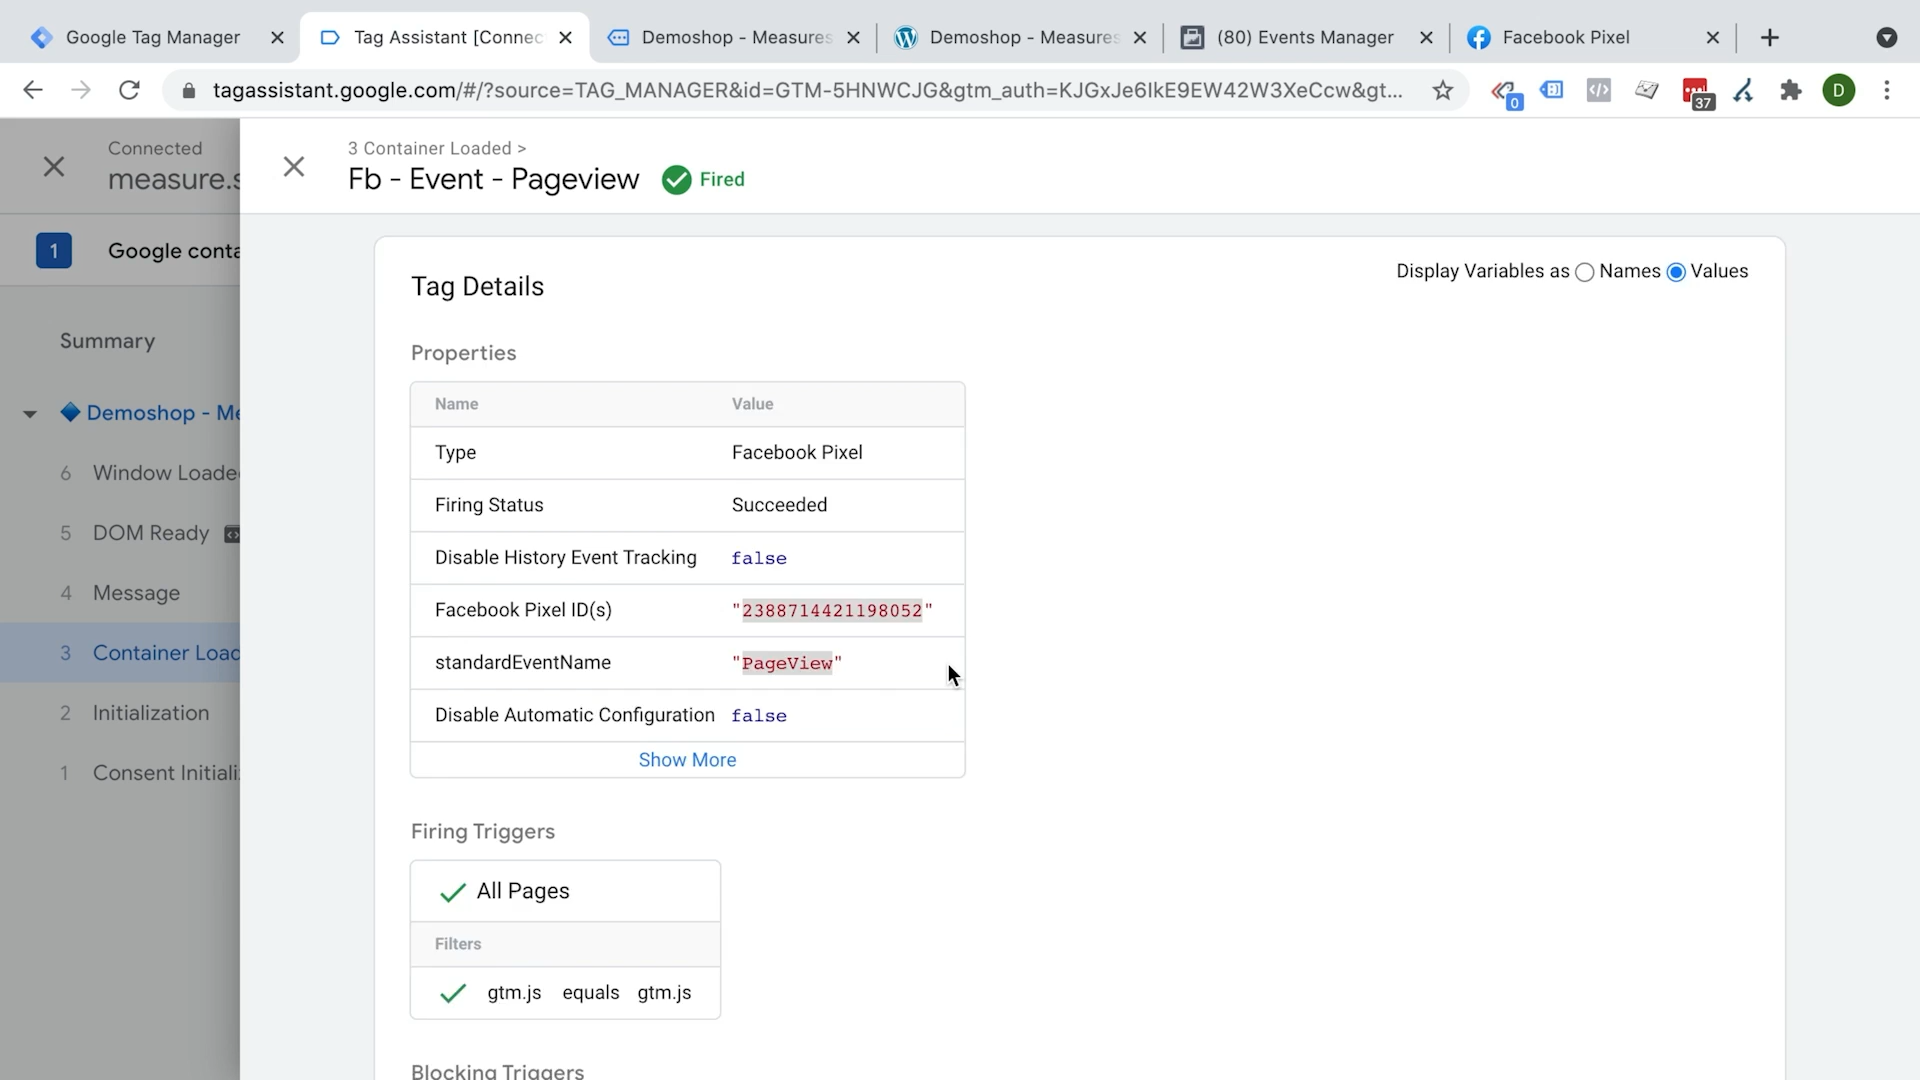 Google Tag Manager
Tag Assistant [Connec
Demoshop - Measures
Demoshop - Measures
(80) Events Manager
Facebook Pixel
tagassistant.google.com/#/?source=TAG_MANAGER&id=GTM-5HNWCJG&gtm_auth=KJGxJe6IkE9EW42W3XeCcw&gt...
0
37
D
Connected
measure.s
1 Google conta
Summary
Demoshop - Me
6 Window Loade
5 DOM Ready
4 Message
3 Container Load
2 Initialization
1 Consent Initiali
3 Container Loaded >
Fb - Event - Pageview Fired
Tag Details
Display Variables as Names Values
Properties
Name Value
Type Facebook Pixel
Firing Status Succeeded
Disable History Event Tracking false
Facebook Pixel ID(s) "2388714421198052"
standardEventName "PageView"
Disable Automatic Configuration false
Show More
Firing Triggers
All Pages
Filters
gtm.js equals gtm.js
Blocking Triggers